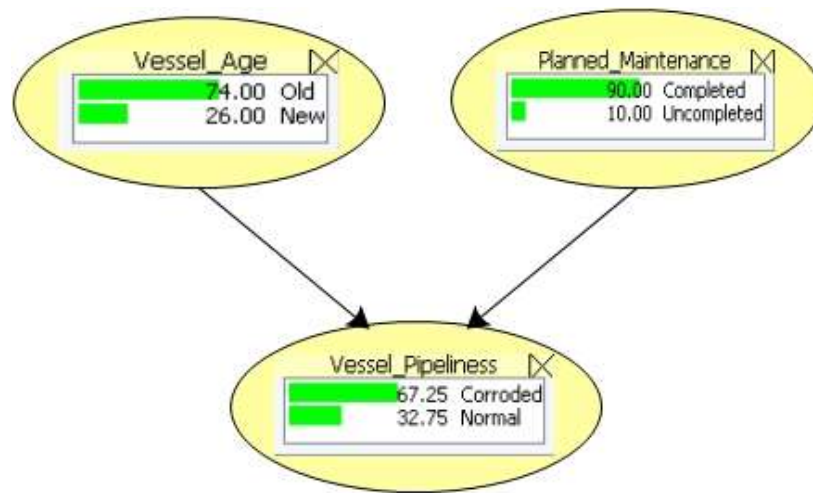 Vessel_Age
74.00 Old
26.00 New
Planned_Maintenance
90.00 Completed
10.00 Uncompleted
Vessel_Pipeliness
67.25 Corroded
32.75 Normal